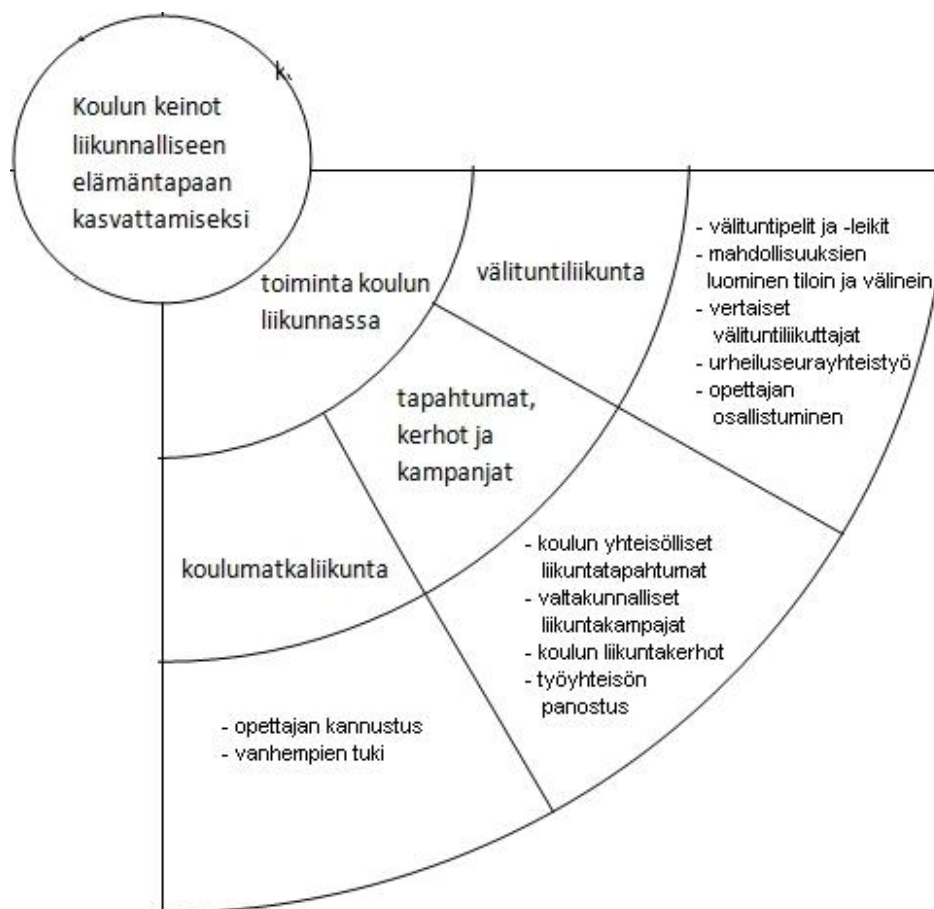 k.
Koulun keinot
liikunnalliseen
elämäntapaan
kasvattamiseksi
toiminta koulun
liikunnassa
välituntiliikunta
- välituntipelit ja -leikit
- mahdollisuuksien
luominen tiloin ja välinein
- vertaiset
välituntiliikuttajat
- urheiluseurayhteistyö
- opettajan
osallistuminen
tapahtumat,
kerhot ja
kampanjat
- koulun yhteisölliset
liikuntatapahtumat
- valtakunnalliset
liikuntakampajat
- koulun liikuntakerhot
- työyhteisön
panostus
koulumatkaliikunta
- opettajan kannustus
- vanhempien tuki